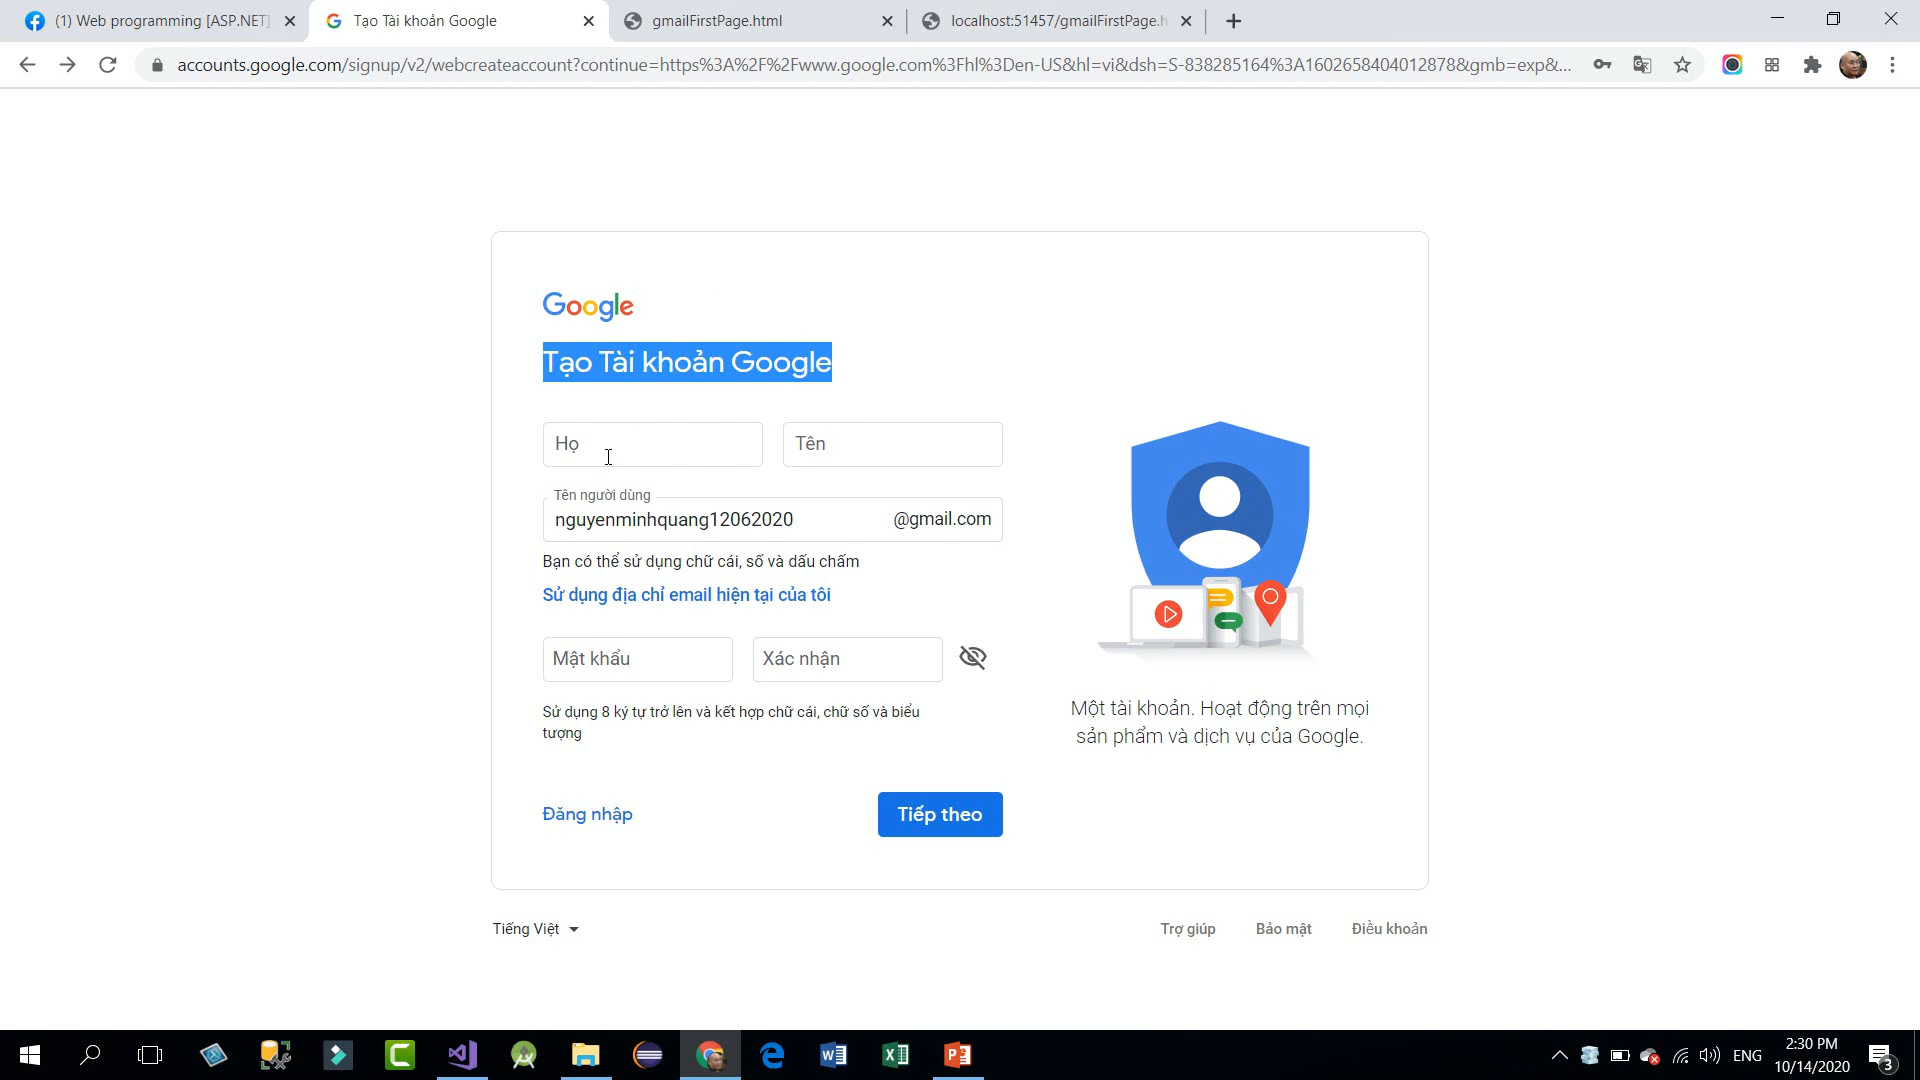 (1) Web programming [ASP.NET]
Tạo Tài khoản Google
gmailFirstPage.html
localhost:51457/gmailFirstPage.h
accounts.google.com/signup/v2/webcreateaccount?continue=https%3A%2F%2Fwww.google.com%3Fhl%3Den-US&hl=vi&dsh=S-838285164%3A1602658404012878&gmb=exp&...
Google
Tạo Tài khoản Google
Họ
Tên
Tên người dùng
nguyenminhquang12062020
@gmail.com
Bạn có thể sử dụng chữ cái, số và dấu chấm
Sử dụng địa chỉ email hiện tại của tôi
Mật khẩu
Xác nhận
Sử dụng 8 ký tự trở lên và kết hợp chữ cái, chữ số và biểu
tượng
Một tài khoản. Hoạt động trên mọi
sản phẩm và dịch vụ của Google.
Đăng nhập
Tiếp theo
Tiếng Việt
Trợ giúp
Bảo mật
Điều khoản
ENG
2:30 PM
10/14/2020
3